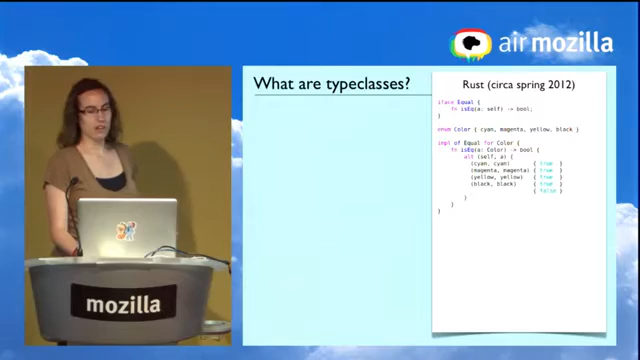 air mozilla
What are typeclasses?
Rust (circa spring 2012)
iface Equal {
fn isEq(a: self) -> bool;
}
enum Color { cyan, magenta, yellow, black }
impl of Equal for Color {
fn isEq(a: Color) -> bool {
alt (self, a) {
(cyan, cyan) { true }
(magenta, magenta) { true }
(yellow, yellow) { true }
(black, black) { true }
{ false }
}
}
}
mozilla